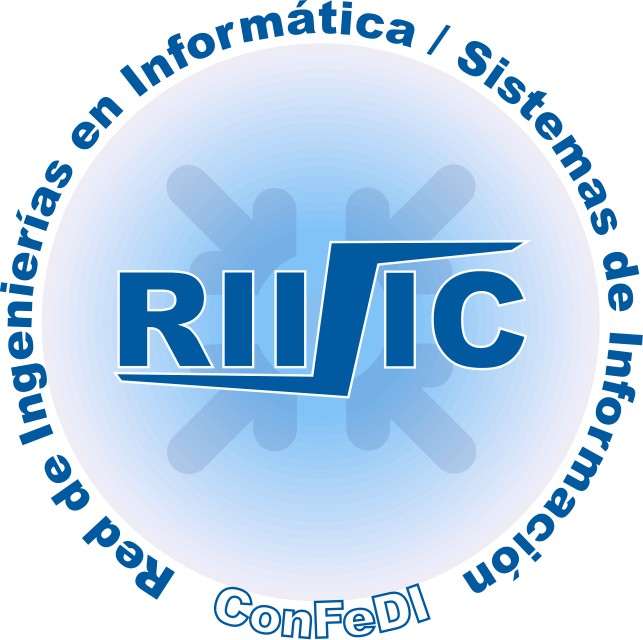 Red de Ingenierías en Informática / Sistemas de Información
RIISIC
ConFeDI